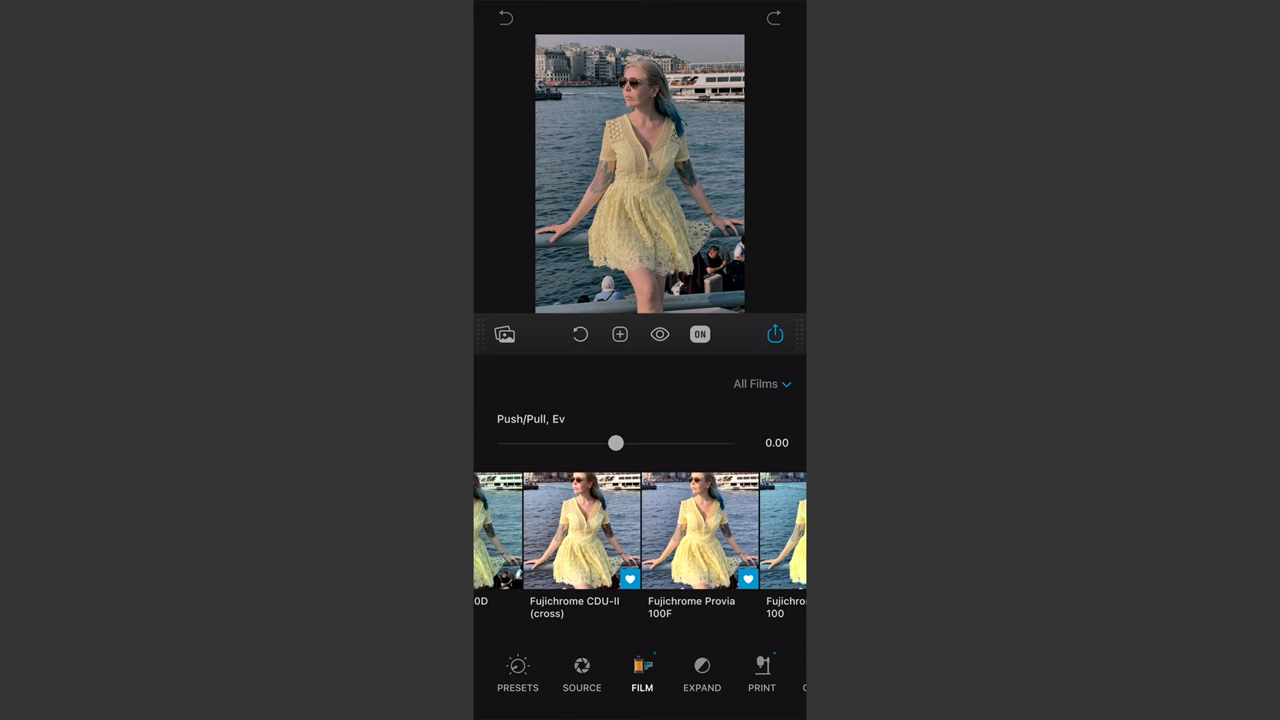 ON
All Films
Push/Pull, Ev
0.00
0D
Fujichrome CDU-II
(cross)
Fujichrome Provia
100F
Fujichro
100
PRESETS
SOURCE
FILM
EXPAND
PRINT